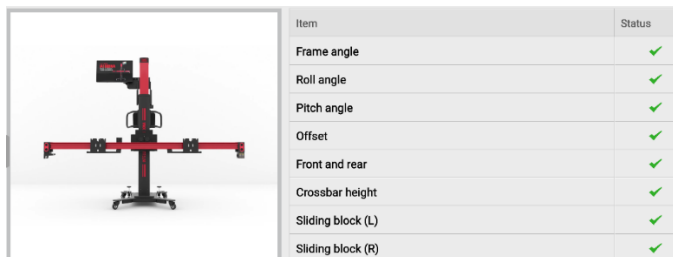 Item Status
Frame angle
Roll angle
Pitch angle
Offset
Front and rear
Crossbar height
Sliding block (L)
Sliding block (R)